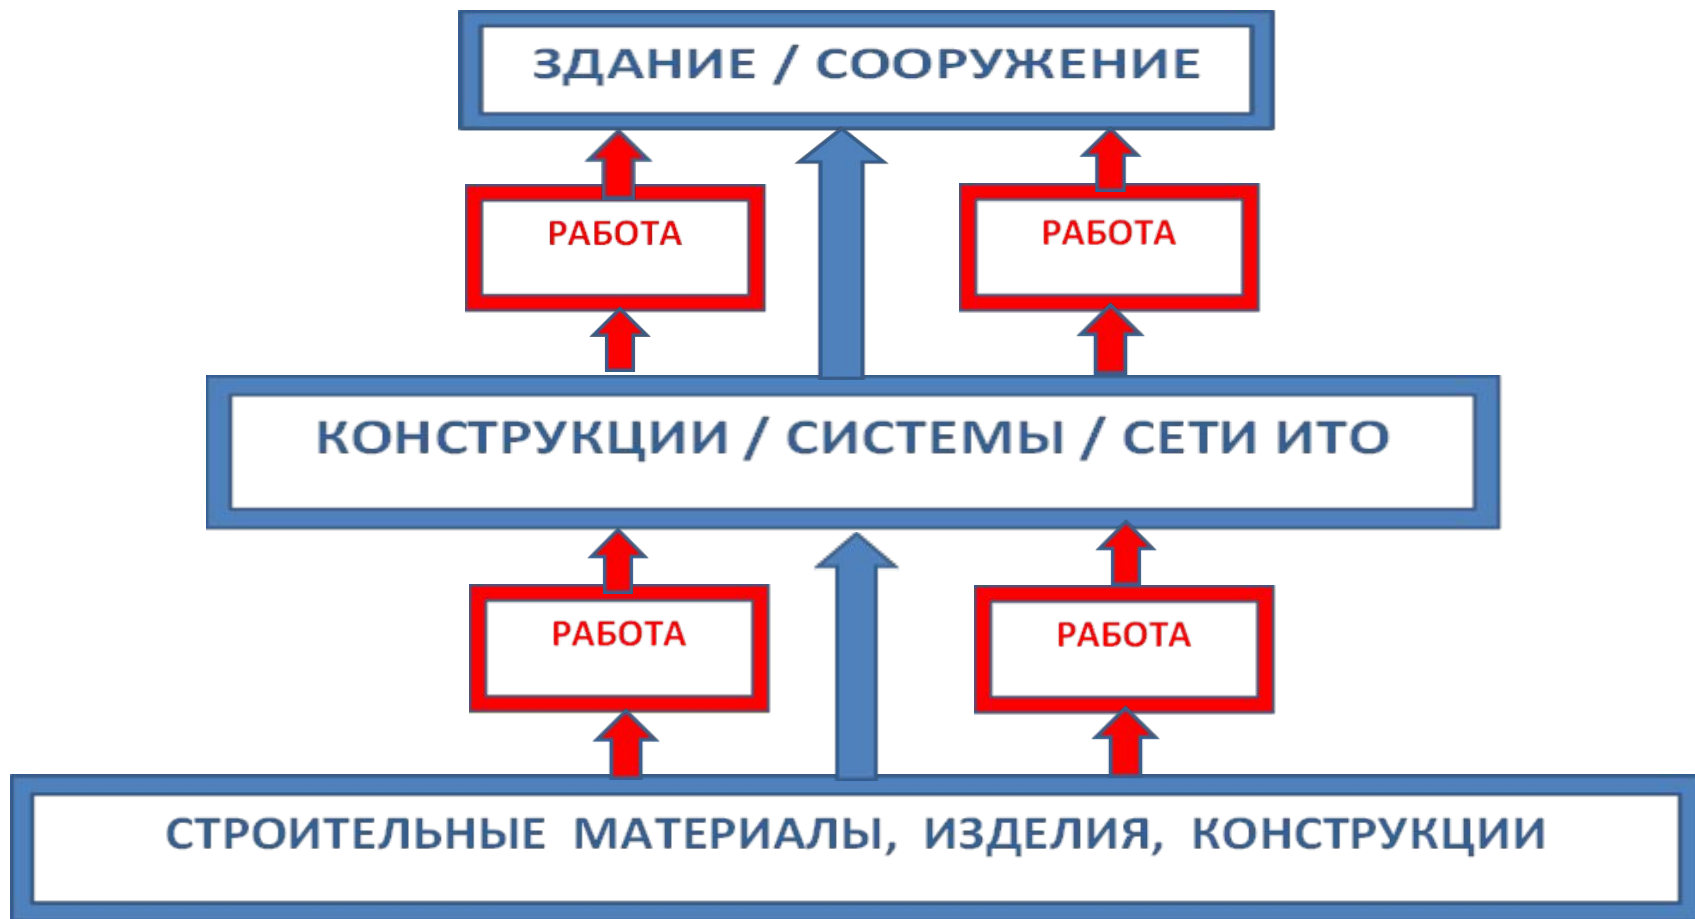 ЗДАНИЕ / СООРУЖЕНИЕ
РАБОТА
РАБОТА
КОНСТРУКЦИИ / СИСТЕМЫ / СЕТИ ИТО
РАБОТА
РАБОТА
СТРОИТЕЛЬНЫЕ МАТЕРИАЛЫ, ИЗДЕЛИЯ, КОНСТРУКЦИИ